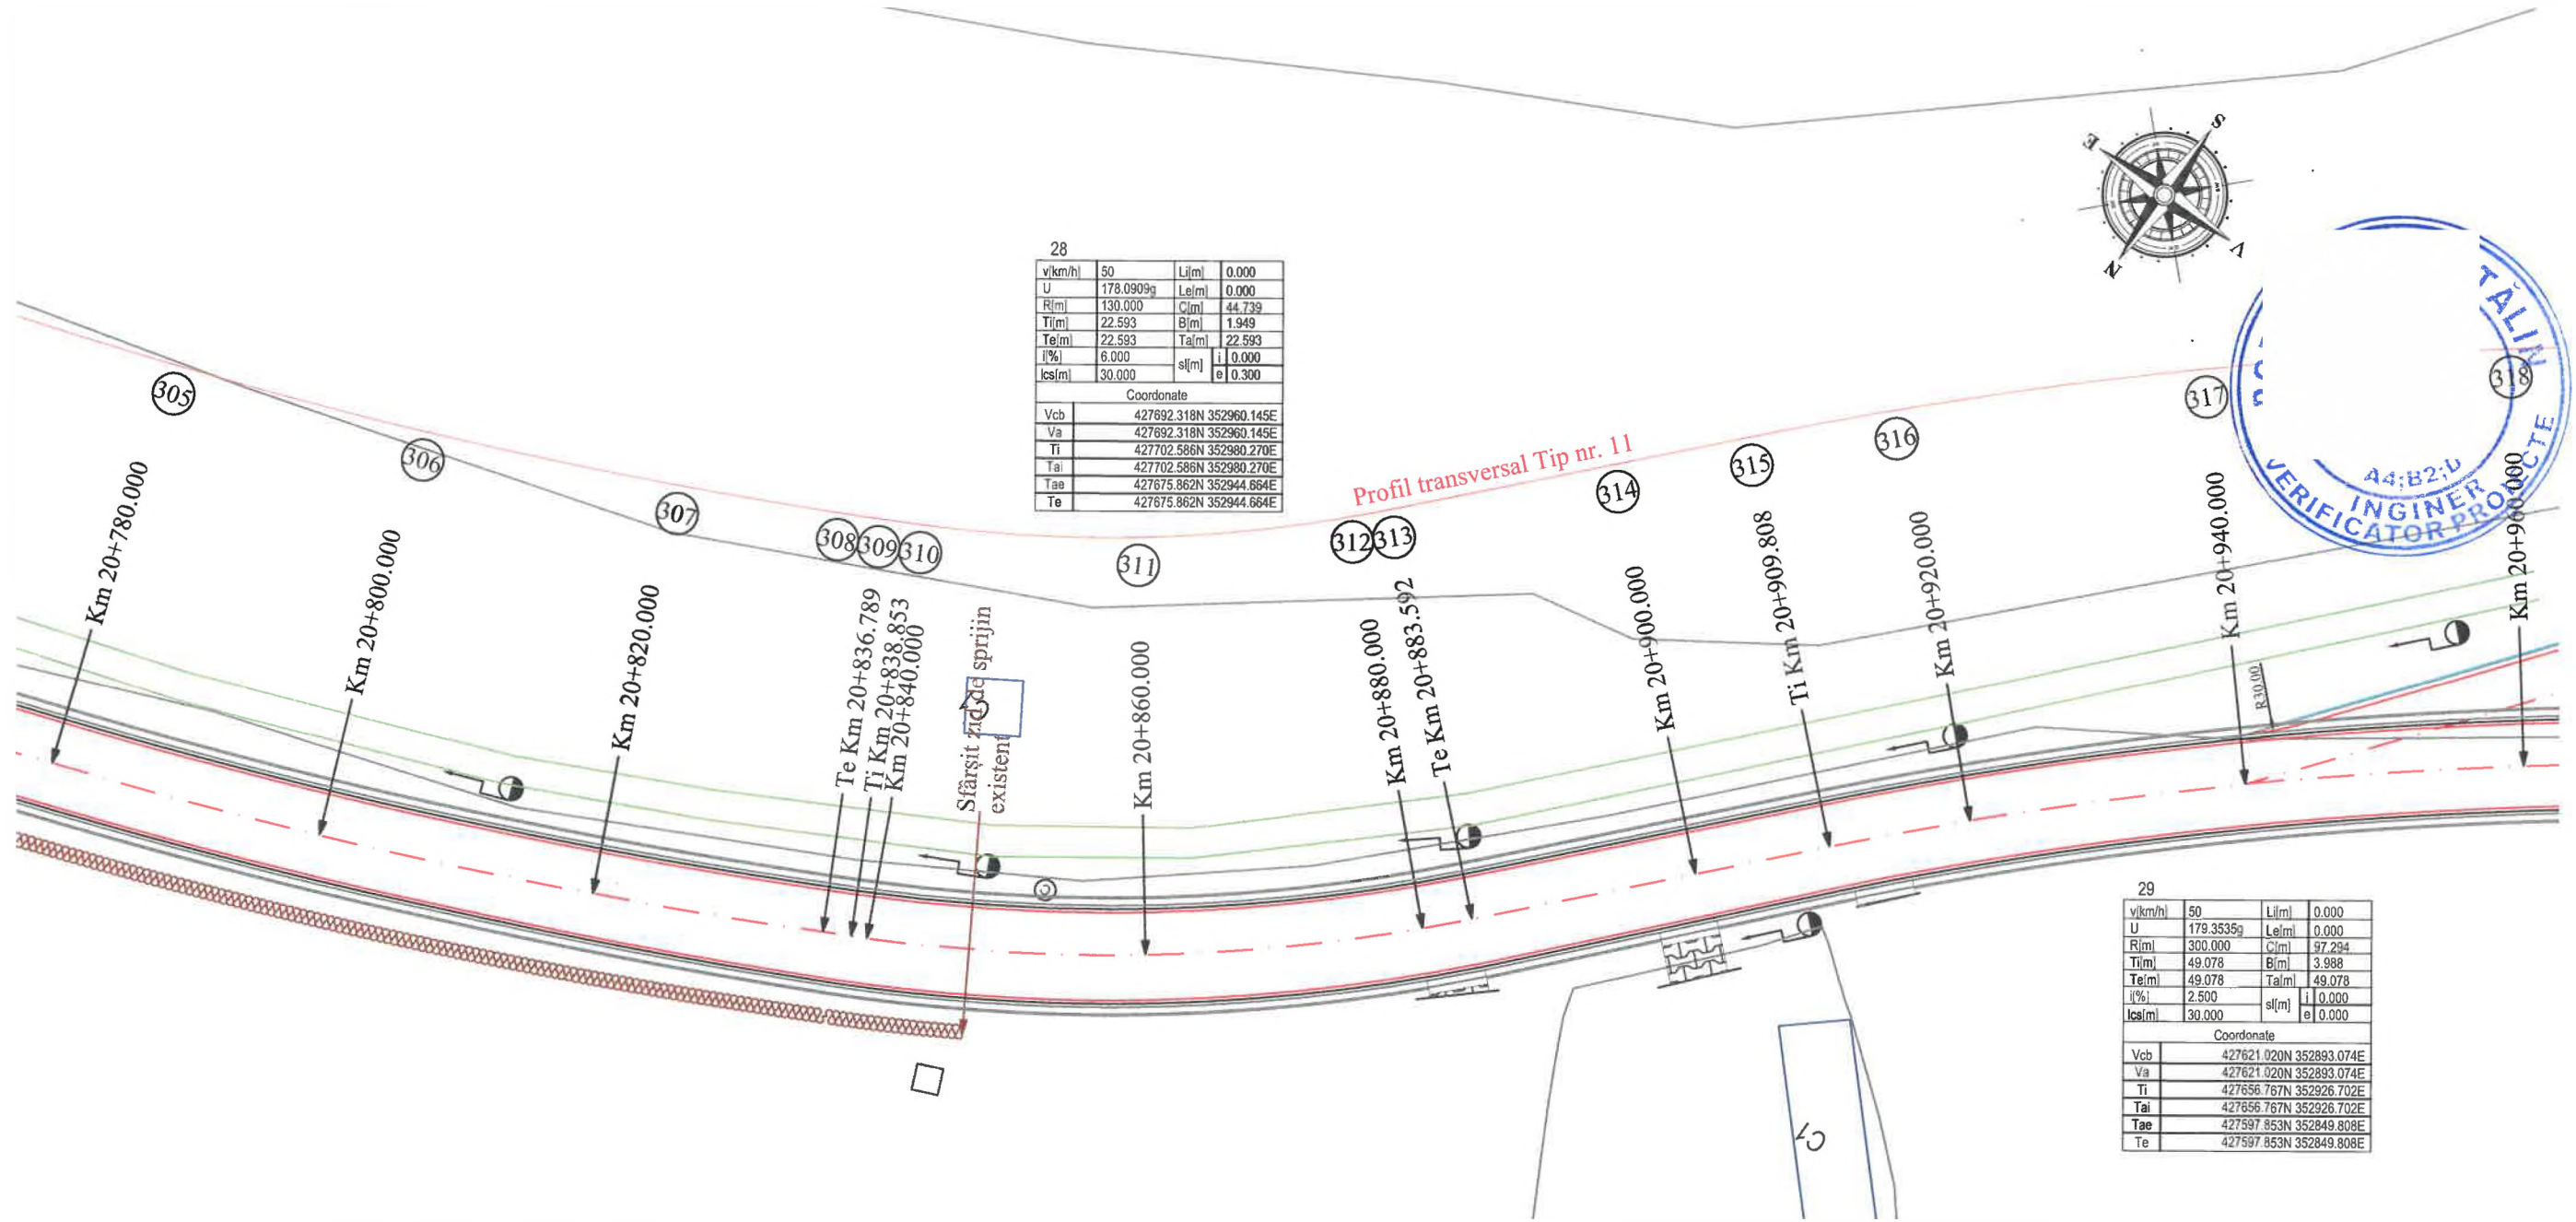 S
E
V
N
28
v[km/h] 50 Li[m] 0.000
U 178.0909g Le[m] 0.000
R[m] 130.000 C[m] 44.739
Ti[m] 22.593 B[m] 1.949
Te[m] 22.593 Ta[m] 22.593
i[%] 6.000 sl[m] i 0.000
lcs[m] 30.000 e 0.300
Coordonate
Vcb 427692.318N 352960.145E
Va 427692.318N 352960.145E
Ti 427702.586N 352980.270E
Tai 427702.586N 352980.270E
Tae 427675.862N 352944.664E
Te 427675.862N 352944.664E
TĂLIN
A4;B2;D
INGINER
VERIFICATOR PROIECTE
305
306
307
308
309
310
311
312
313
314
315
316
317
318
Profil transversal Tip nr. 11
Km 20+780.000
Km 20+800.000
Km 20+820.000
Te Km 20+836.789
Ti Km 20+838.853
Km 20+840.000
Sfârșit zid de sprijin
existent
Km 20+860.000
Km 20+880.000
Te Km 20+883.592
Km 20+900.000
Ti Km 20+909.808
Km 20+920.000
Km 20+940.000
R30.00
Km 20+960.000
C1
29
v[km/h] 50 Li[m] 0.000
U 179.3535g Le[m] 0.000
R[m] 300.000 C[m] 97.294
Ti[m] 49.078 B[m] 3.988
Te[m] 49.078 Ta[m] 49.078
i[%] 2.500 sl[m] i 0.000
lcs[m] 30.000 e 0.000
Coordonate
Vcb 427621.020N 352893.074E
Va 427621.020N 352893.074E
Ti 427656.767N 352926.702E
Tai 427656.767N 352926.702E
Tae 427597.853N 352849.808E
Te 427597.853N 352849.808E